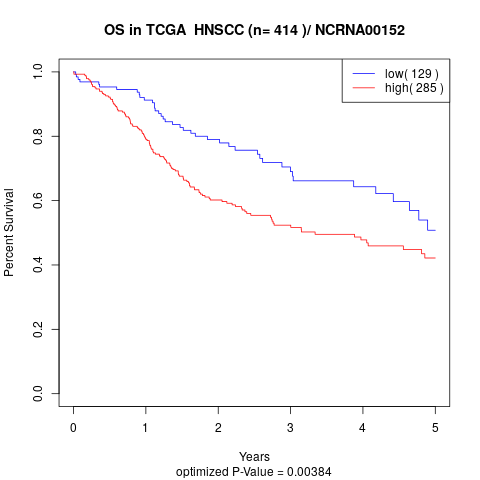 OS in TCGA  HNSCC (n= 414 )/ NCRNA00152
low( 129 )
high( 285 )
Percent Survival
1.0
0.8
0.6
0.4
0.2
0.0
0 1 2 3 4 5
Years
optimized P-Value = 0.00384